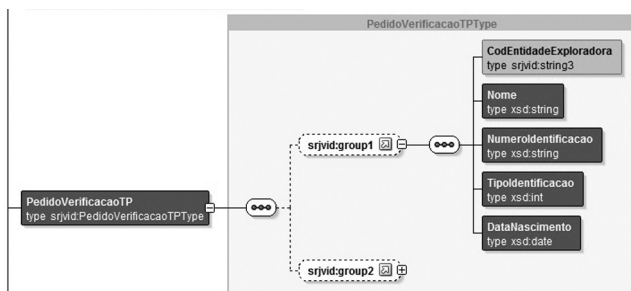 PedidoVerificacaoTPType
CodEntidadeExploradora
type srjvid:string3
Nome
type xsd:string
srjvid:group1
NumeroIdentificacao
type xsd:string
TipoIdentificacao
type xsd:int
PedidoVerificacaoTP
type srjvid:PedidoVerificacaoTPType
DataNascimento
type xsd:date
srjvid:group2